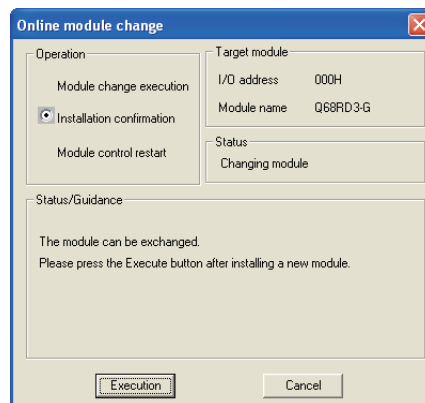 Online module change
Operation
Module change execution
Installation confirmation
Module control restart
Target module
I/O address 000H
Module name Q68RD3-G
Status
Changing module
Status/Guidance
The module can be exchanged.
Please press the Execute button after installing a new module.
Execution Cancel